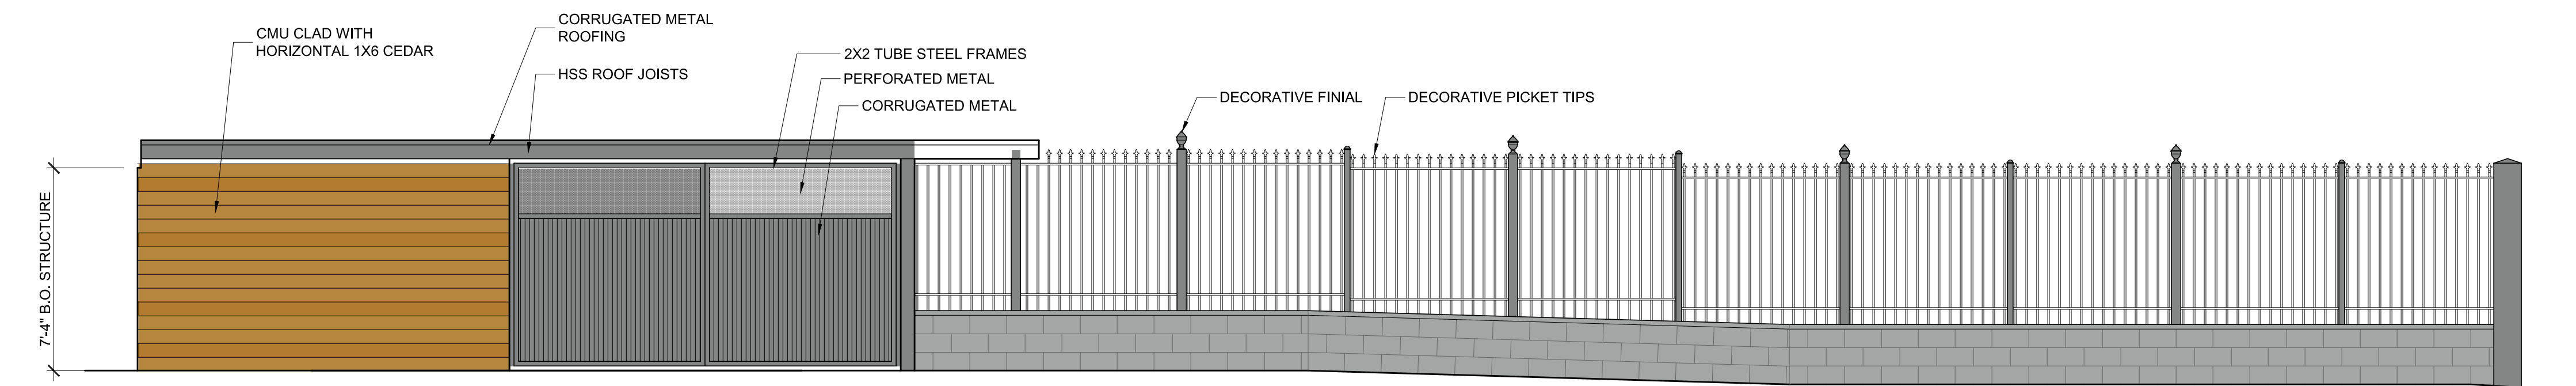 CMU CLAD WITH
HORIZONTAL 1X6 CEDAR
CORRUGATED METAL
ROOFING
HSS ROOF JOISTS
2X2 TUBE STEEL FRAMES
PERFORATED METAL
CORRUGATED METAL
DECORATIVE FINIAL
DECORATIVE PICKET TIPS
7'-4" B.O. STRUCTURE